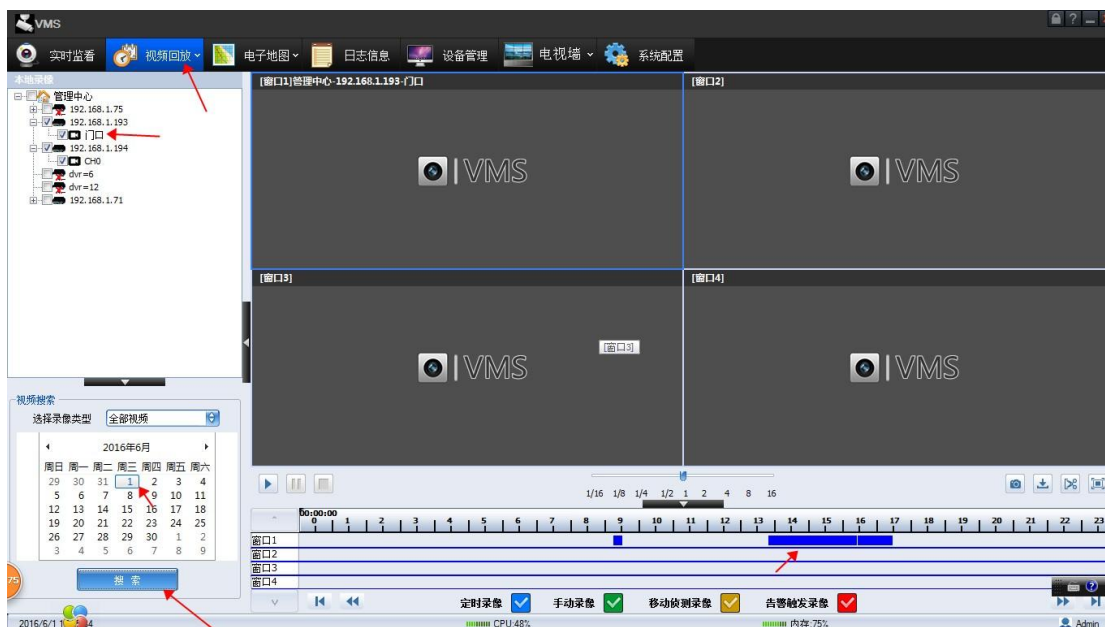 VMS
实时监看 视频回放 电子地图 日志信息 设备管理 电视墙 系统配置
本地录像
管理中心
192.168.1.75
192.168.1.193
门口
192.168.1.194
CH0
dvr=6
dvr=12
192.168.1.71
[窗口1]管理中心-192.168.1.193-门口
[窗口2]
VMS
VMS
[窗口3]
[窗口4]
[窗口3]
VMS
VMS
视频搜索
选择录像类型 全部视频
2016年6月
周日 周一 周二 周三 周四 周五 周六
29 30 31 1 2 3 4
5 6 7 8 9 10 11
12 13 14 15 16 17 18
19 20 21 22 23 24 25
26 27 28 29 30 1 2
3 4 5 6 7 8 9
搜索
75
1/16 1/8 1/4 1/2 1 2 4 8 16
00:00:00
0 1 2 3 4 5 6 7 8 9 10 11 12 13 14 15 16 17 18 19 20 21 22 23
窗口1
窗口2
窗口3
窗口4
定时录像 手动录像 移动侦测录像 告警触发录像
2016/6/1 CPU:48% 内存:75% Admin